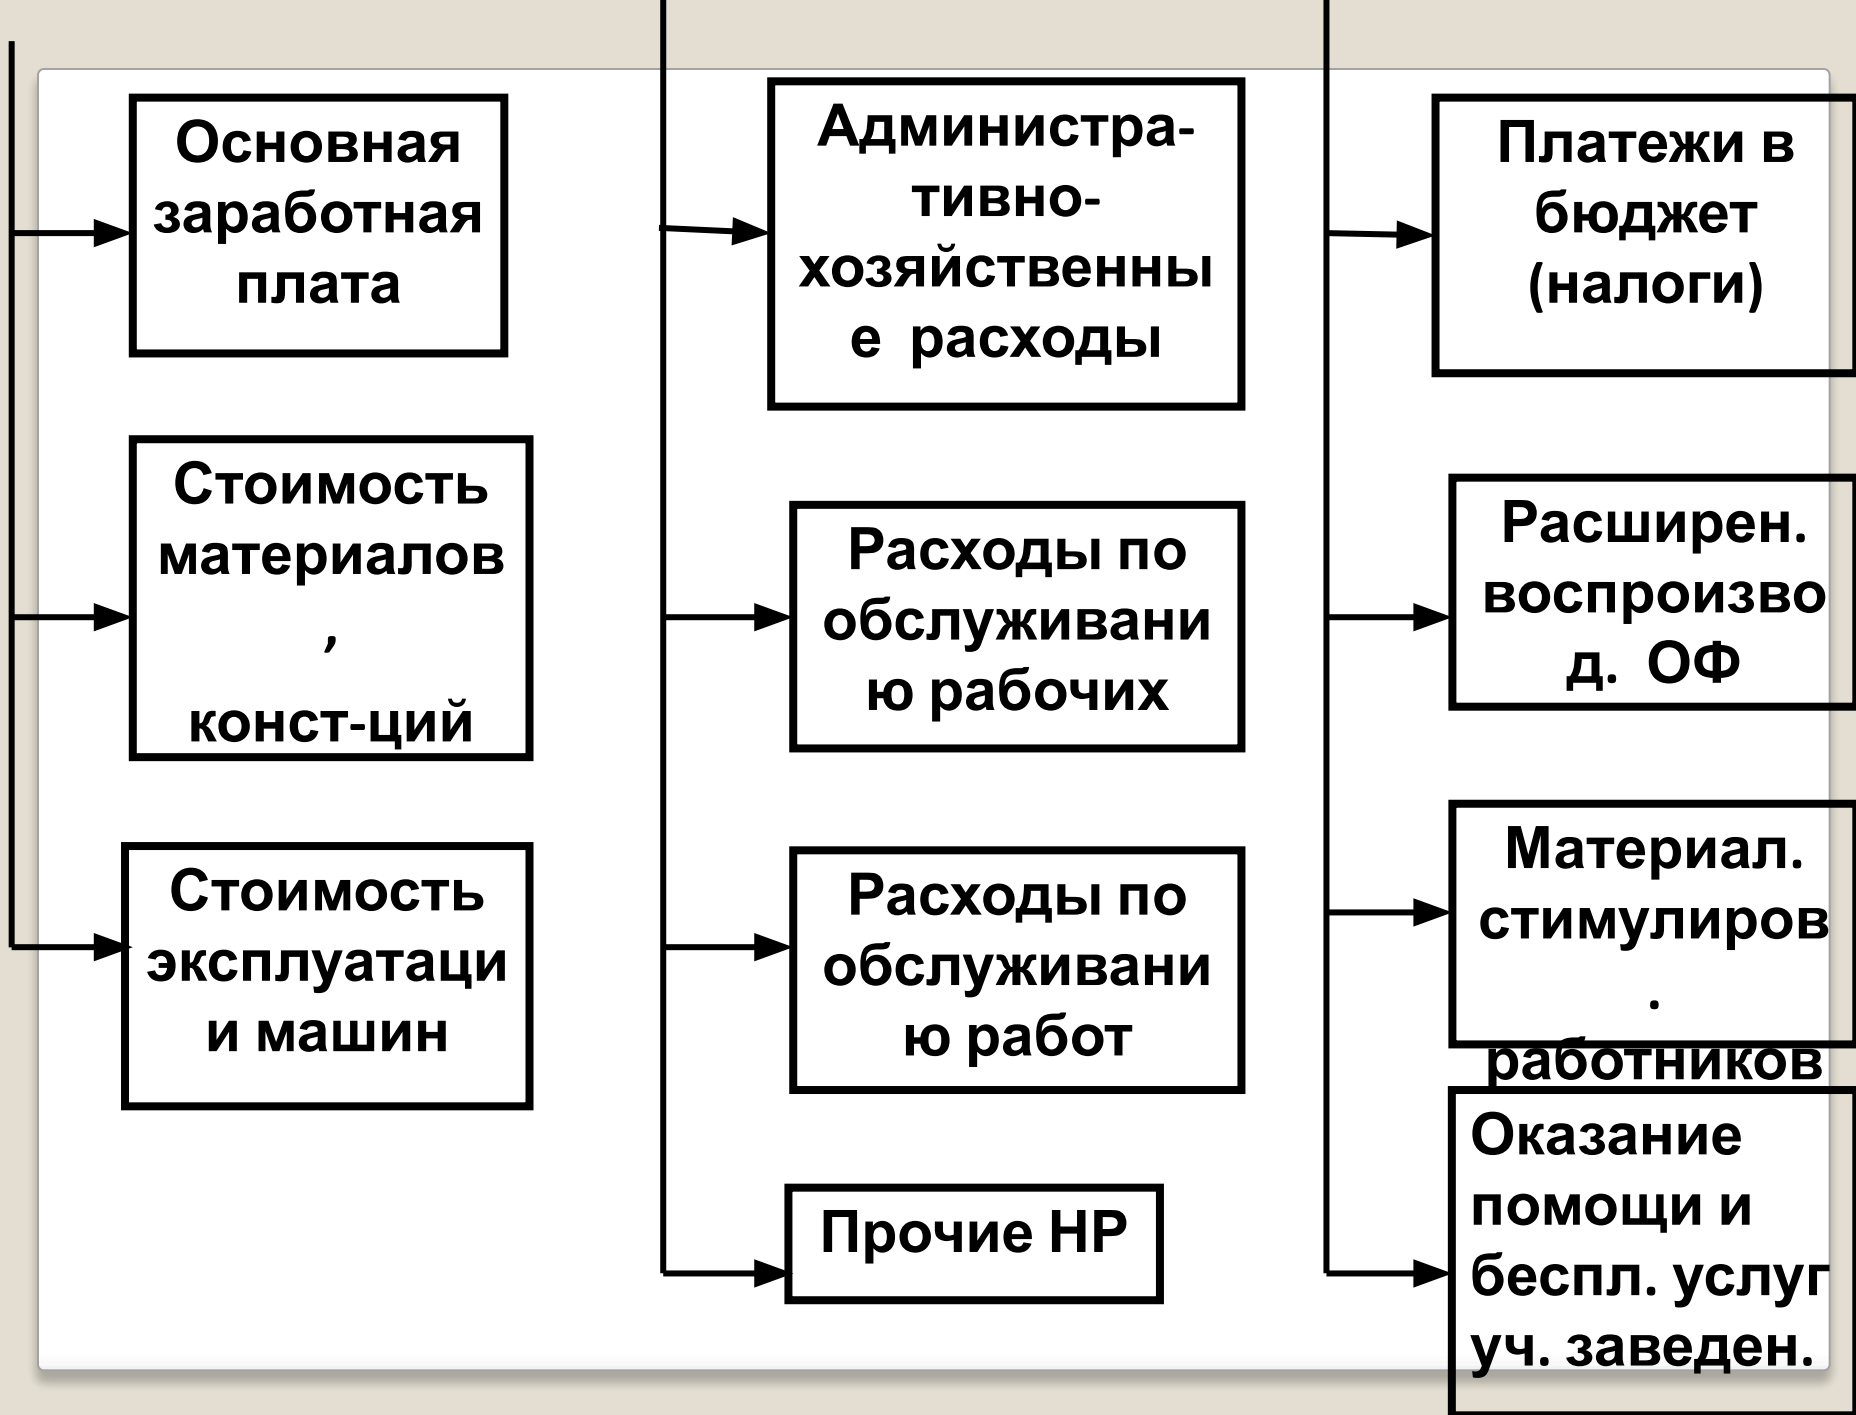 Основная
заработная
плата
Стоимость
материалов
,
конст-ций
Стоимость
эксплуатаци
и машин
Администра-
тивно-
хозяйственны
е расходы
Расходы по
обслуживани
ю рабочих
Расходы по
обслуживани
ю работ
Прочие НР
Платежи в
бюджет
(налоги)
Расширен.
воспроизво
д. ОФ
Материал.
стимулиров
.
работников
Оказание
помощи и
беспл. услуг
уч. заведен.